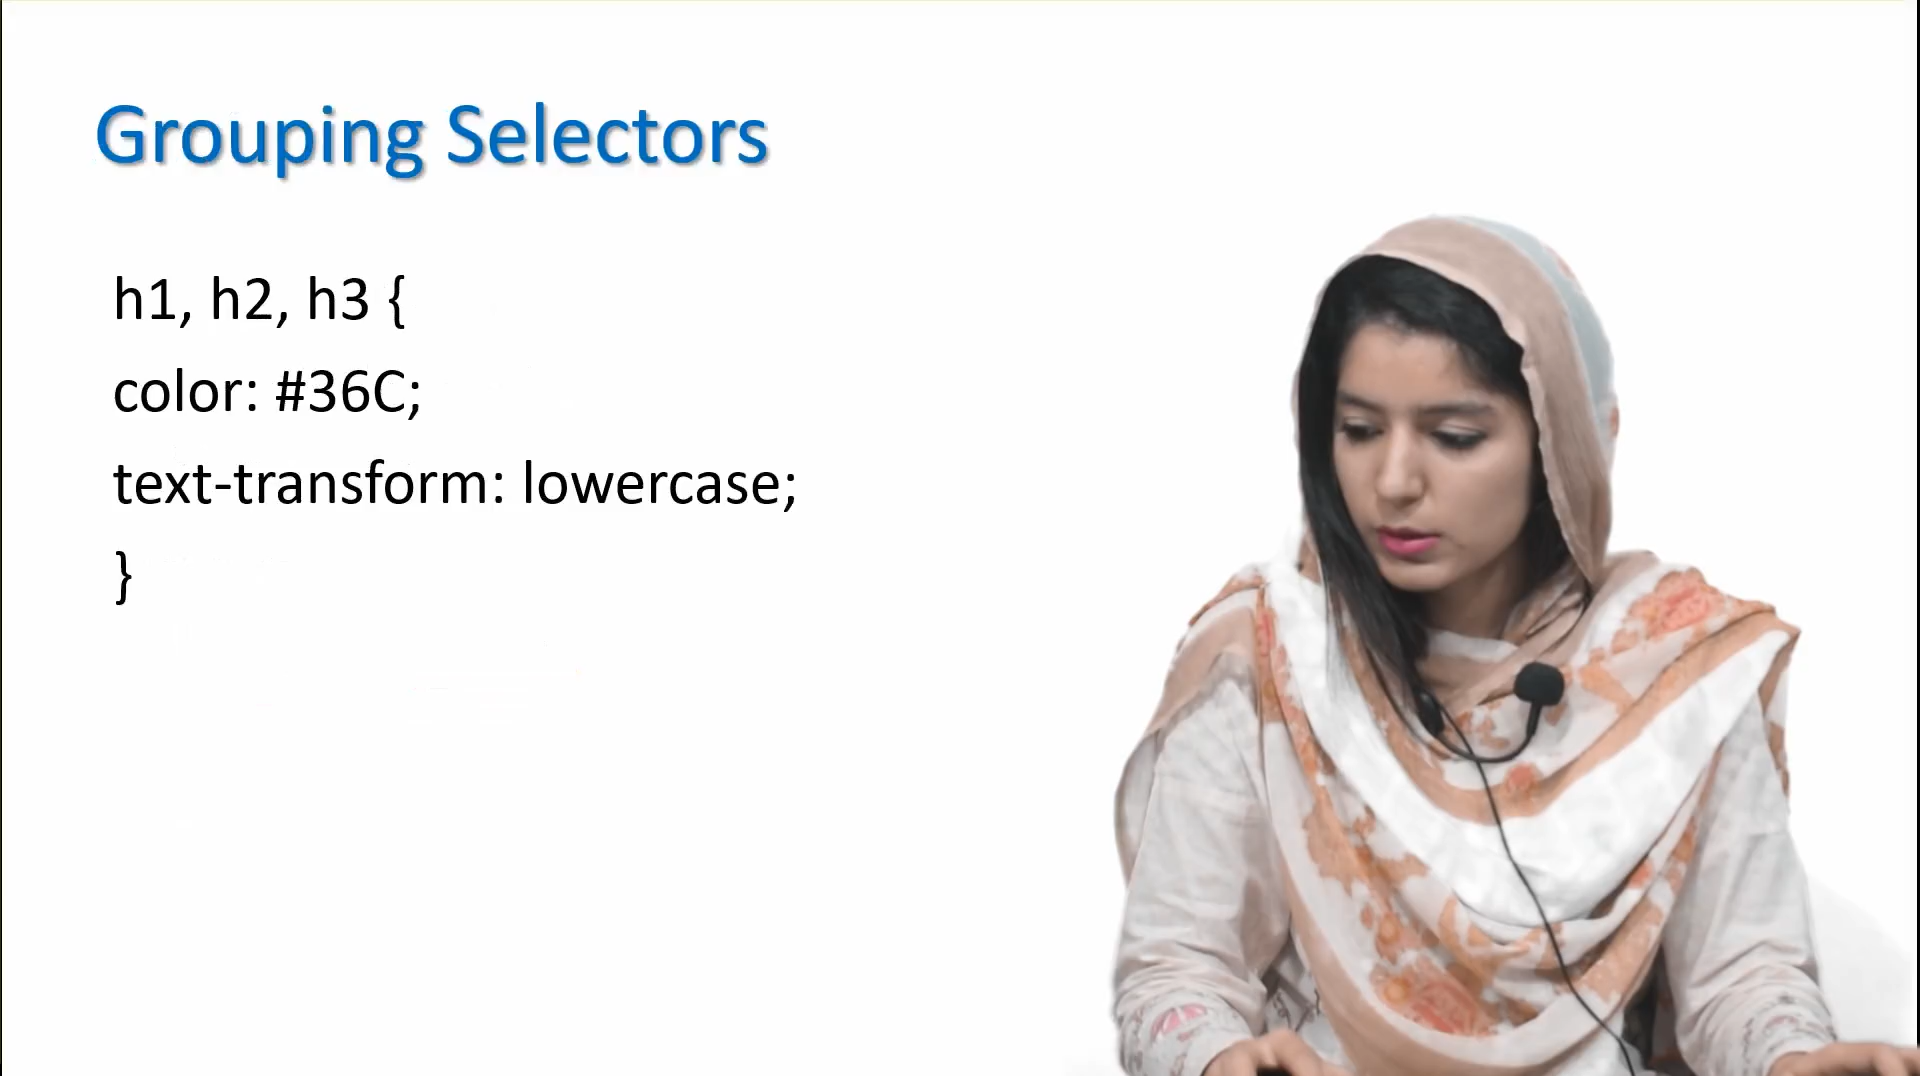 Grouping Selectors
h1, h2, h3 {
color: #36C;
text-transform: lowercase;
}